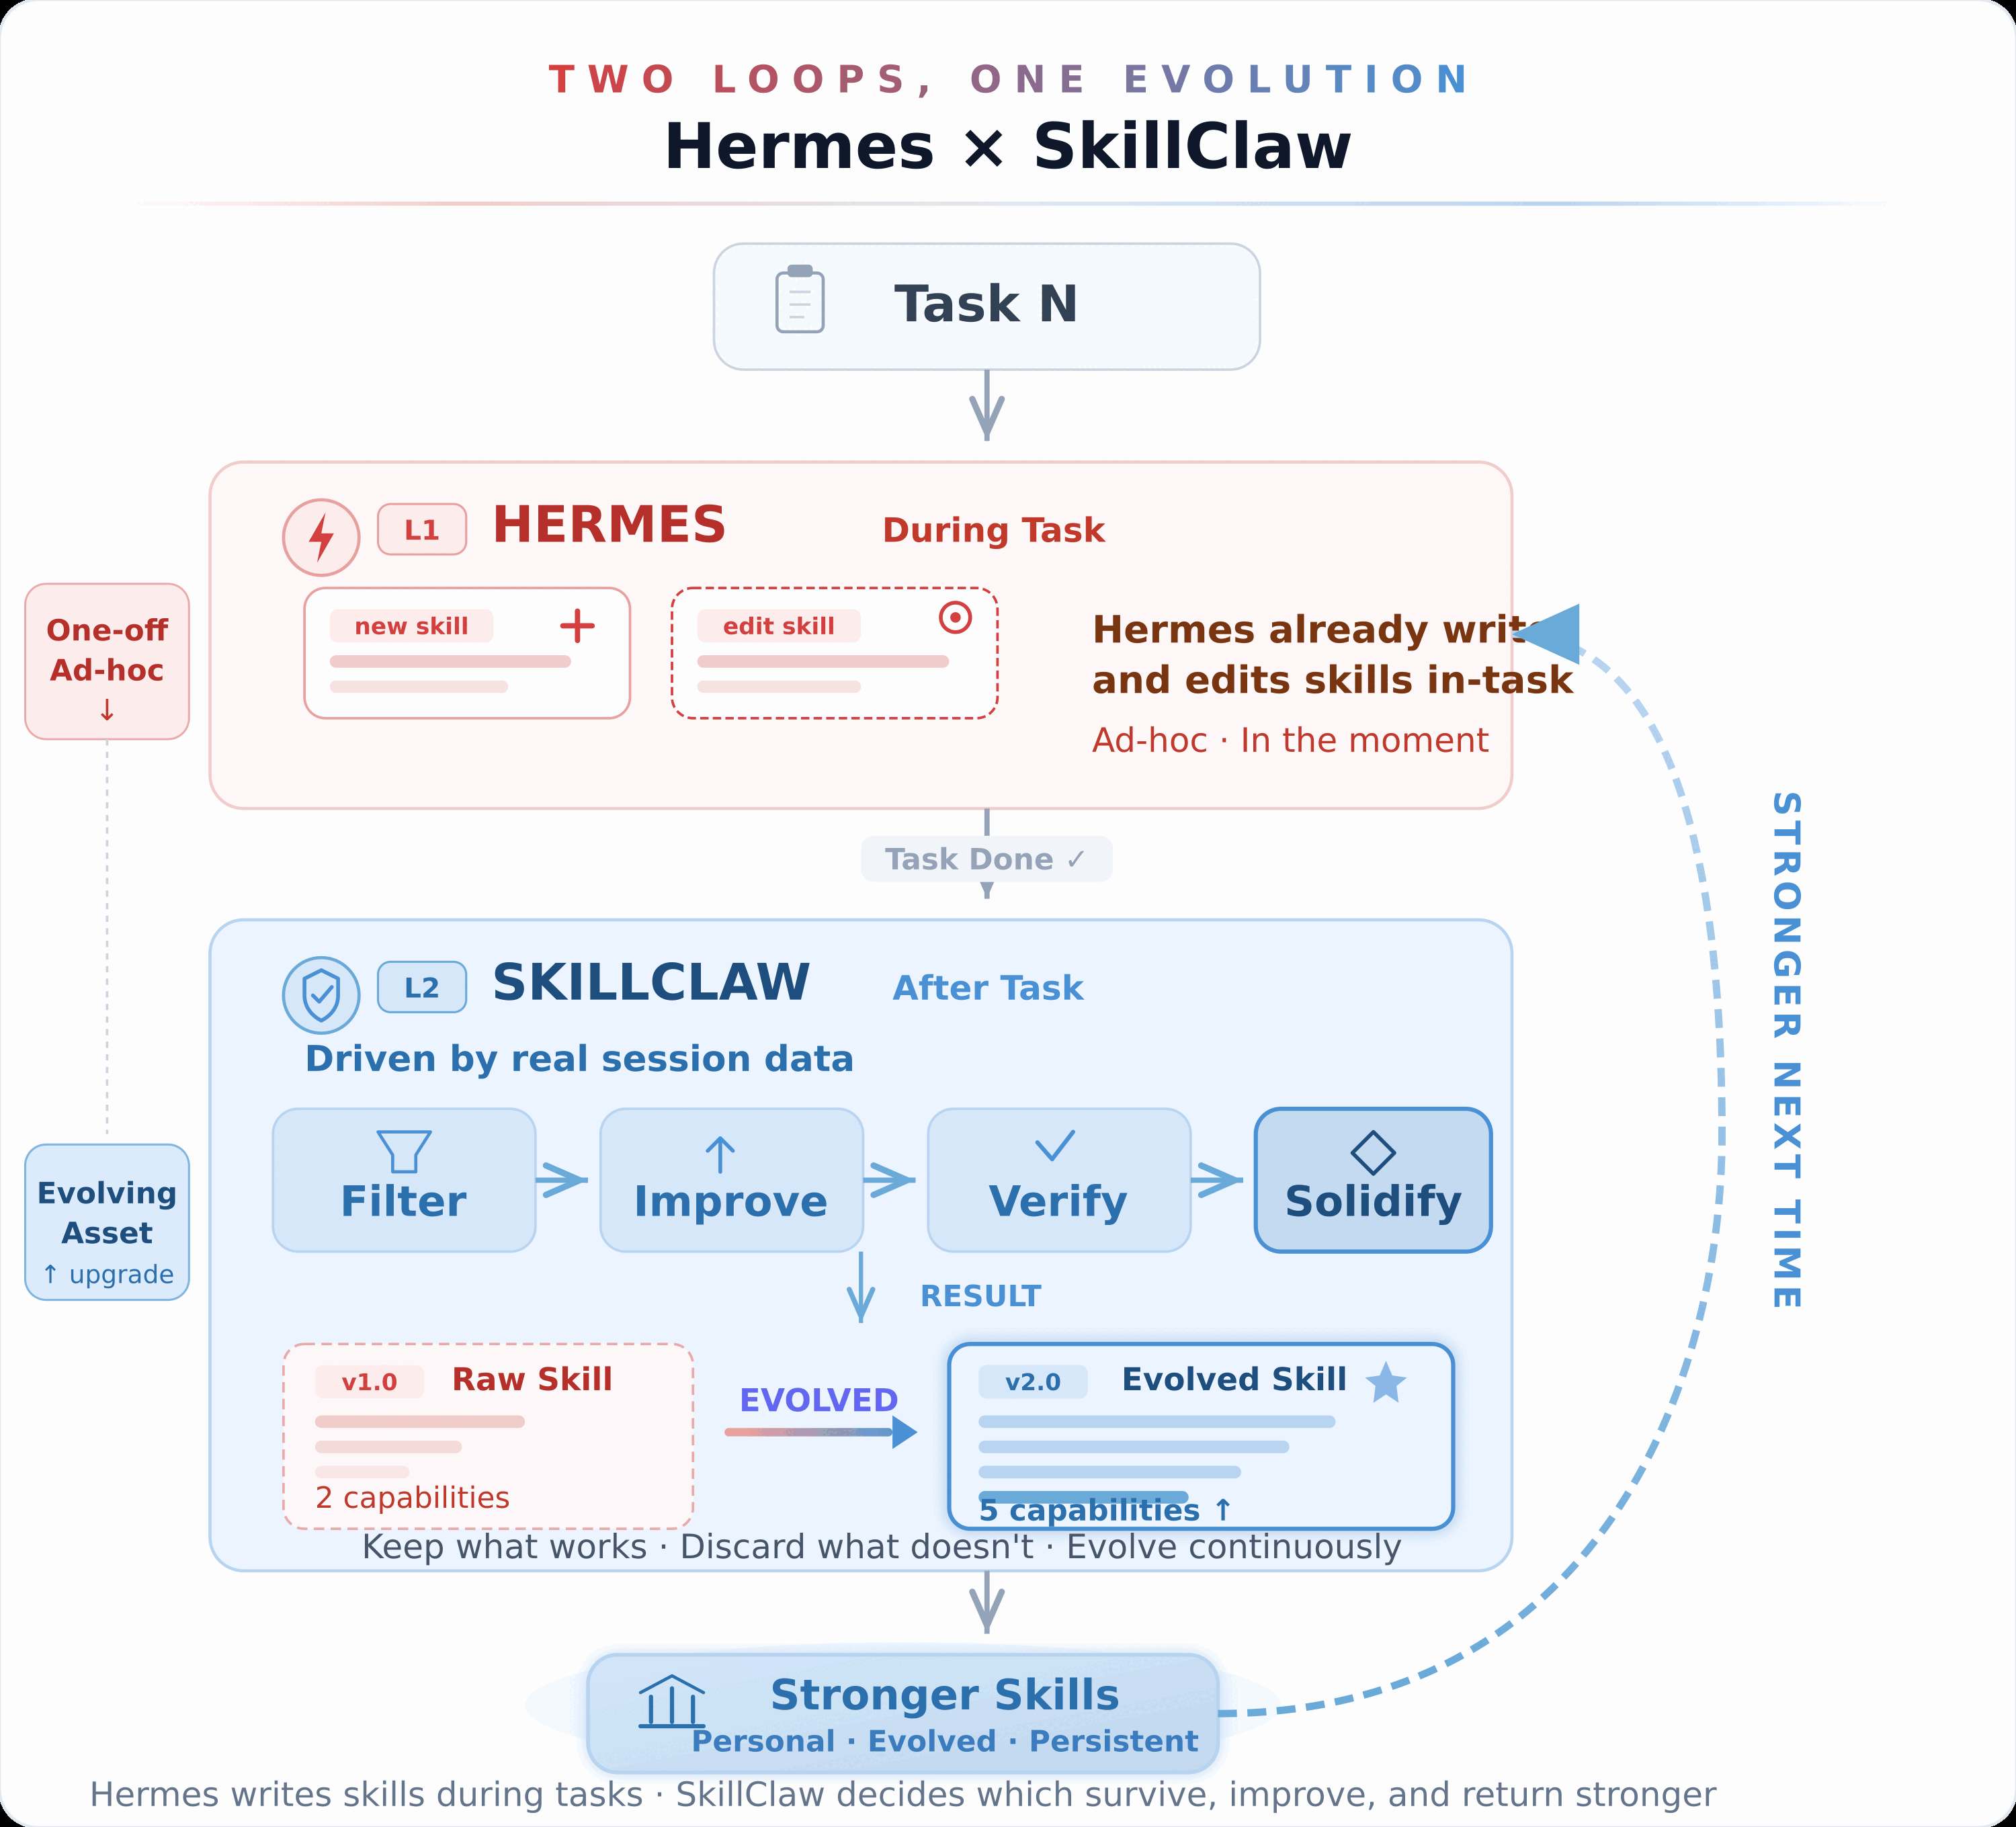 TWO LOOPS, ONE EVOLUTION
Hermes × SkillClaw
Task N
L1 HERMES During Task
new skill
edit skill
Hermes already write
and edits skills in-task
Ad-hoc · In the moment
One-off
Ad-hoc
↓
Task Done ✓
L2 SKILLCLAW After Task
Driven by real session data
Filter
Improve
Verify
Solidify
Evolving
Asset
↑ upgrade
RESULT
v1.0 Raw Skill
2 capabilities
EVOLVED
v2.0 Evolved Skill
5 capabilities ↑
Keep what works · Discard what doesn't · Evolve continuously
STRONGER NEXT TIME
Stronger Skills
Personal · Evolved · Persistent
Hermes writes skills during tasks · SkillClaw decides which survive, improve, and return stronger